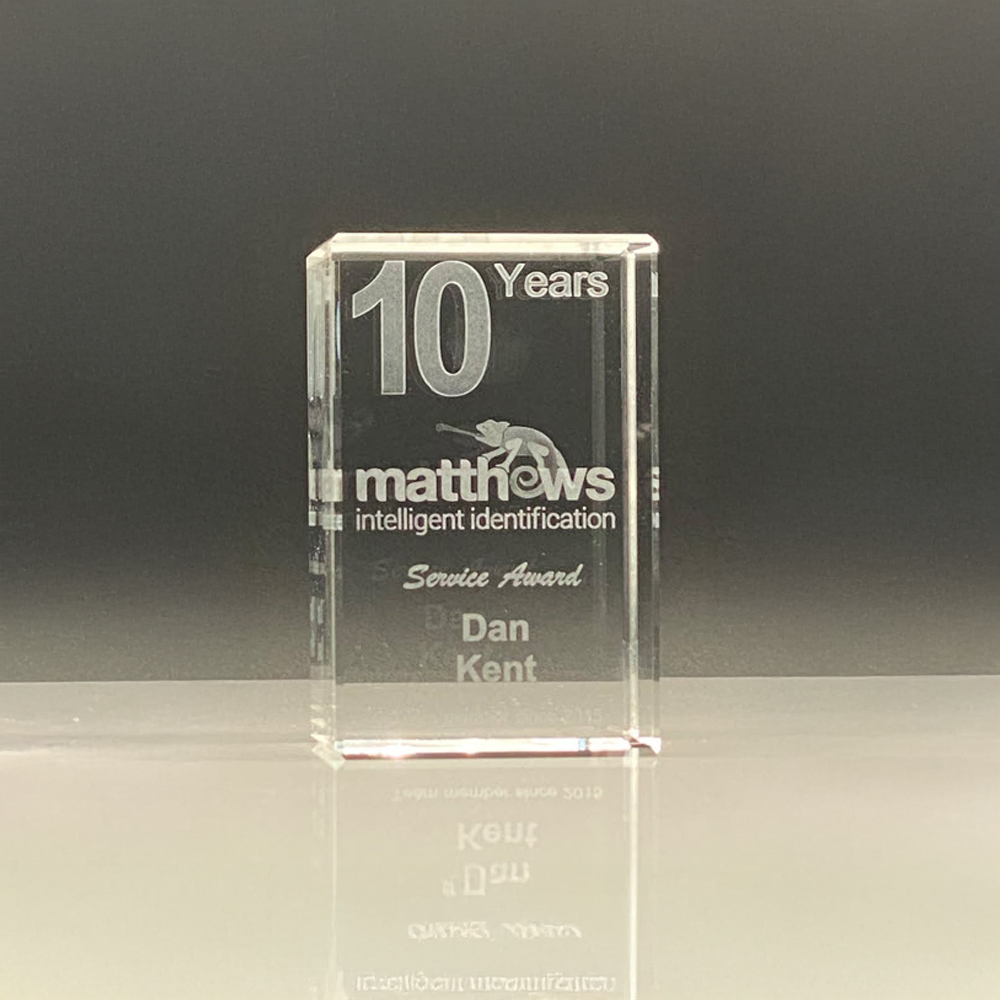 10 Years
matthews
intelligent identification
Service Award
Dan
Kent
Team member since 2015